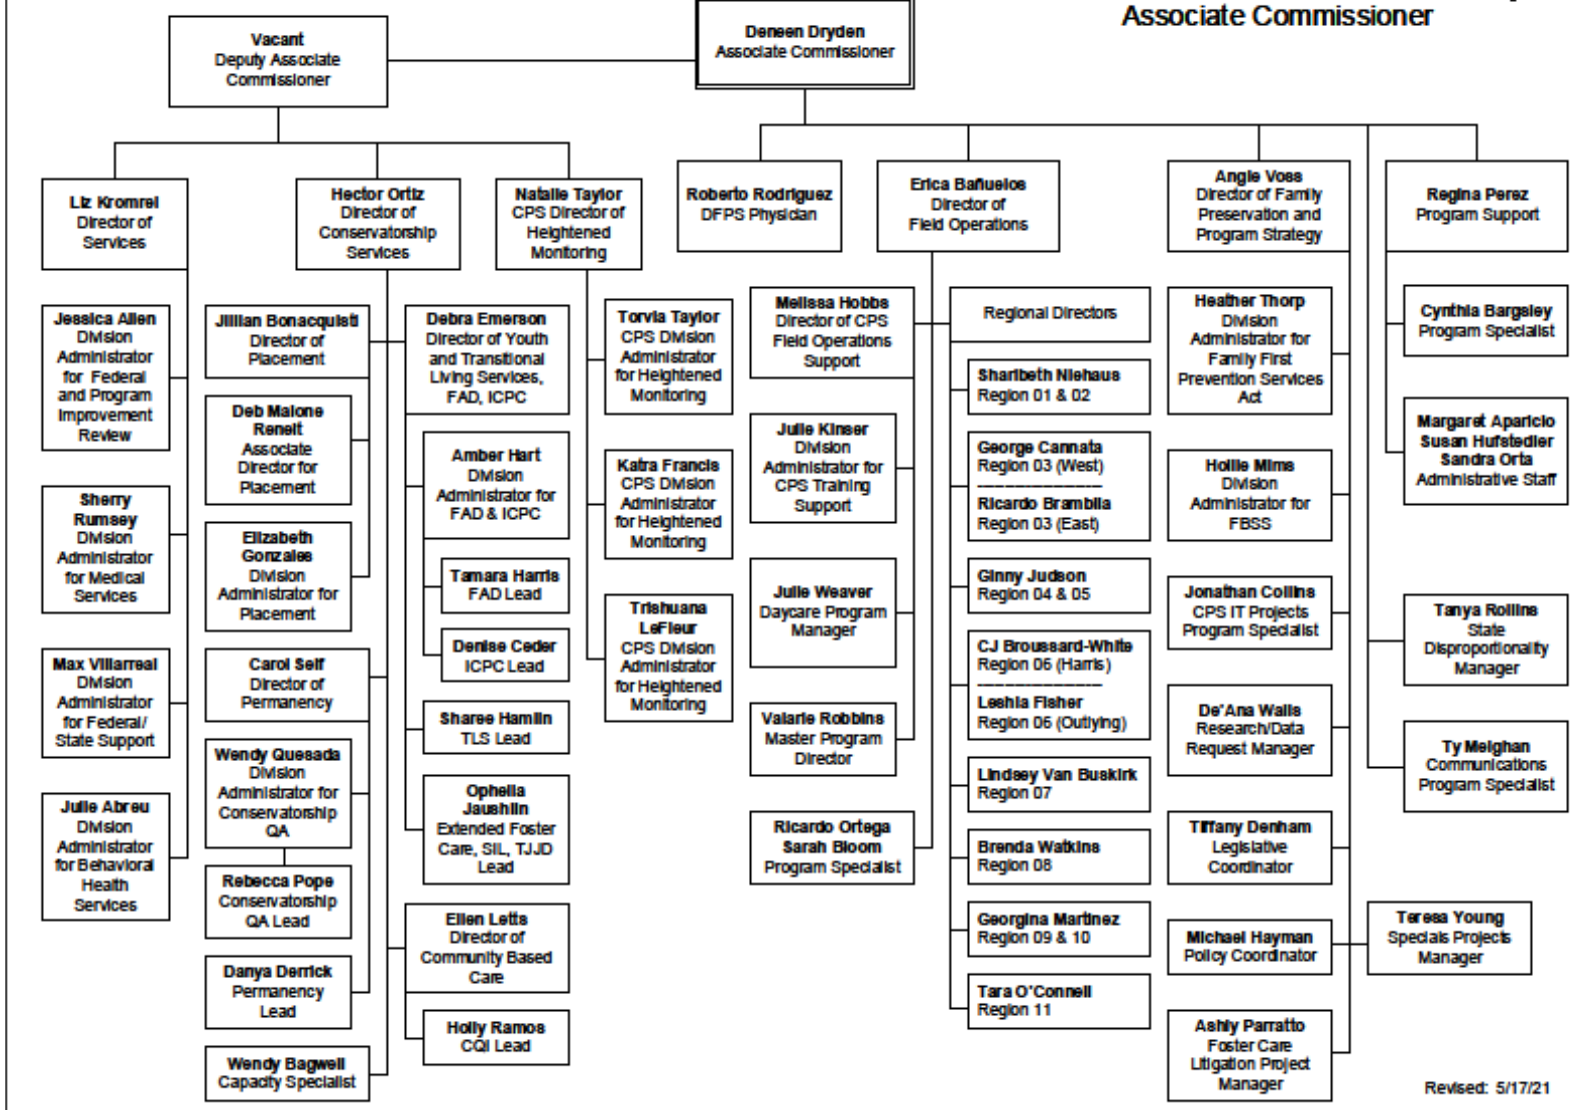 Associate Commissioner
Deneen Dryden
Associate Commissioner
Vacant
Deputy Associate
Commissioner
Liz Kromrei
Director of
Services
Jessica Allen
Division
Administrator
for Federal
and Program
Improvement
Review
Sherry
Rumsey
Division
Administrator
for Medical
Services
Max Villarreal
Division
Administrator
for Federal/
State Support
Julie Abreu
Division
Administrator
for Behavioral
Health
Services
Hector Ortiz
Director of
Conservatorship
Services
Jillian Bonacquisti
Director of
Placement
Deb Malone
Reneit
Associate
Director for
Placement
Elizabeth
Gonzales
Division
Administrator for
Placement
Carol Self
Director of
Permanency
Wendy Quesada
Division
Administrator for
Conservatorship
QA
Rebecca Pope
Conservatorship
QA Lead
Danya Derrick
Permanency
Lead
Wendy Bagwell
Capacity Specialist
Debra Emerson
Director of Youth
and Transitional
Living Services,
FAD, ICPC
Amber Hart
Division
Administrator for
FAD & ICPC
Tamara Harris
FAD Lead
Denise Ceder
ICPC Lead
Sharee Hamlin
TLS Lead
Ophelia
Jaushlin
Extended Foster
Care, SIL, TJJD
Lead
Ellen Letts
Director of
Community Based
Care
Holly Ramos
CQI Lead
Natalie Taylor
CPS Director of
Heightened
Monitoring
Torvia Taylor
CPS Division
Administrator
for Heightened
Monitoring
Katra Francis
CPS Division
Administrator
for Heightened
Monitoring
Trishuana
LeFleur
CPS Division
Administrator
for Heightened
Monitoring
Roberto Rodriguez
DFPS Physician
Erica Bañuelos
Director of
Field Operations
Melissa Hobbs
Director of CPS
Field Operations
Support
Julie Kinser
Division
Administrator for
CPS Training
Support
Julie Weaver
Daycare Program
Manager
Valarie Robbins
Master Program
Director
Ricardo Ortega
Sarah Bloom
Program Specialist
Regional Directors
Sharibeth Niehaus
Region 01 & 02
George Cannata
Region 03 (West)
Ricardo Brambila
Region 03 (East)
Ginny Judson
Region 04 & 05
CJ Broussard-White
Region 06 (Harris)
Leshia Fisher
Region 06 (Outlying)
Lindsey Van Buskirk
Region 07
Brenda Watkins
Region 08
Georgina Martinez
Region 09 & 10
Tara O'Connell
Region 11
Angie Voss
Director of Family
Preservation and
Program Strategy
Heather Thorp
Division
Administrator for
Family First
Prevention Services
Act
Hollie Mims
Division
Administrator for
FBSS
Jonathan Collins
CPS IT Projects
Program Specialist
De'Ana Walls
Research/Data
Request Manager
Tiffany Denham
Legislative
Coordinator
Michael Hayman
Policy Coordinator
Ashly Parratto
Foster Care
Litigation Project
Manager
Teresa Young
Specials Projects
Manager
Regina Perez
Program Support
Cynthia Bargsley
Program Specialist
Margaret Aparicio
Susan Hufstedler
Sandra Orta
Administrative Staff
Tanya Rollins
State
Disproportionality
Manager
Ty Meighan
Communications
Program Specialist
Revised: 5/17/21